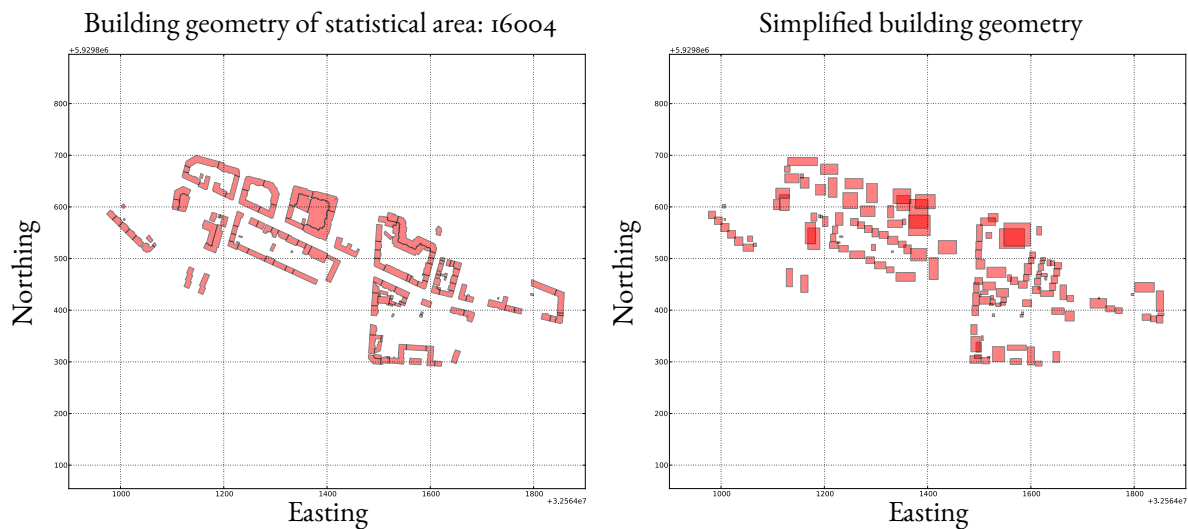 Building geometry of statistical area: 16004
+5.9298e6
800
700
600
500
400
300
200
100
Northing
1000
1200
1400
1600
1800
+3.2564e7
Easting
Simplified building geometry
+5.9298e6
800
700
600
500
400
300
200
100
Northing
1000
1200
1400
1600
1800
+3.2564e7
Easting